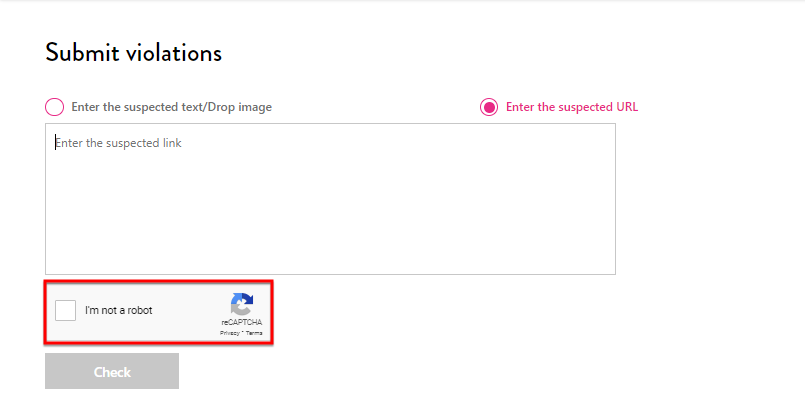 Submit violations
Enter the suspected text/Drop image
Enter the suspected URL
Enter the suspected link
I'm not a robot
reCAPTCHA
Privacy - Terms
Check